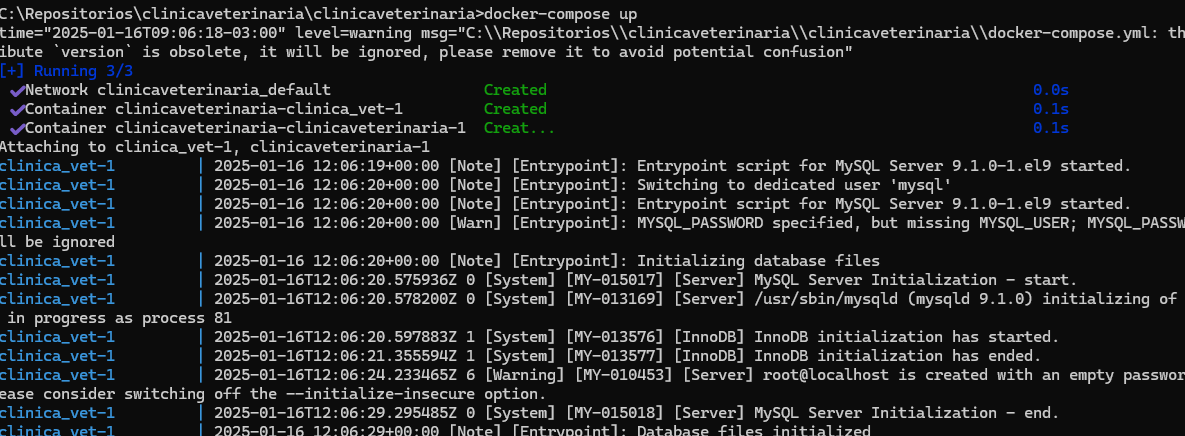 C:\Repositorios\clinicaveterinaria\clinicaveterinaria>docker-compose up
time="2025-01-16T09:06:18-03:00" level=warning msg="C:\\Repositorios\\clinicaveterinaria\\clinicaveterinaria\\docker-compose.yml: th
ibute `version` is obsolete, it will be ignored, please remove it to avoid potential confusion"
[+] Running 3/3
✔Network clinicaveterinaria_default Created 0.0s
✔Container clinicaveterinaria-clinica_vet-1 Created 0.1s
✔Container clinicaveterinaria-clinicaveterinaria-1 Creat... 0.1s
Attaching to clinica_vet-1, clinicaveterinaria-1
clinica_vet-1 | 2025-01-16 12:06:19+00:00 [Note] [Entrypoint]: Entrypoint script for MySQL Server 9.1.0-1.el9 started.
clinica_vet-1 | 2025-01-16 12:06:20+00:00 [Note] [Entrypoint]: Switching to dedicated user 'mysql'
clinica_vet-1 | 2025-01-16 12:06:20+00:00 [Note] [Entrypoint]: Entrypoint script for MySQL Server 9.1.0-1.el9 started.
clinica_vet-1 | 2025-01-16 12:06:20+00:00 [Warn] [Entrypoint]: MYSQL_PASSWORD specified, but missing MYSQL_USER; MYSQL_PASSW
ll be ignored
clinica_vet-1 | 2025-01-16 12:06:20+00:00 [Note] [Entrypoint]: Initializing database files
clinica_vet-1 | 2025-01-16T12:06:20.575936Z 0 [System] [MY-015017] [Server] MySQL Server Initialization - start.
clinica_vet-1 | 2025-01-16T12:06:20.578200Z 0 [System] [MY-013169] [Server] /usr/sbin/mysqld (mysqld 9.1.0) initializing of
in progress as process 81
clinica_vet-1 | 2025-01-16T12:06:20.597883Z 1 [System] [MY-013576] [InnoDB] InnoDB initialization has started.
clinica_vet-1 | 2025-01-16T12:06:21.355594Z 1 [System] [MY-013577] [InnoDB] InnoDB initialization has ended.
clinica_vet-1 | 2025-01-16T12:06:24.233465Z 6 [Warning] [MY-010453] [Server] root@localhost is created with an empty passwor
ease consider switching off the --initialize-insecure option.
clinica_vet-1 | 2025-01-16T12:06:29.295485Z 0 [System] [MY-015018] [Server] MySQL Server Initialization - end.
clinica_vet-1 | 2025-01-16 12:06:29+00:00 [Note] [Entrypoint]: Database files initialized